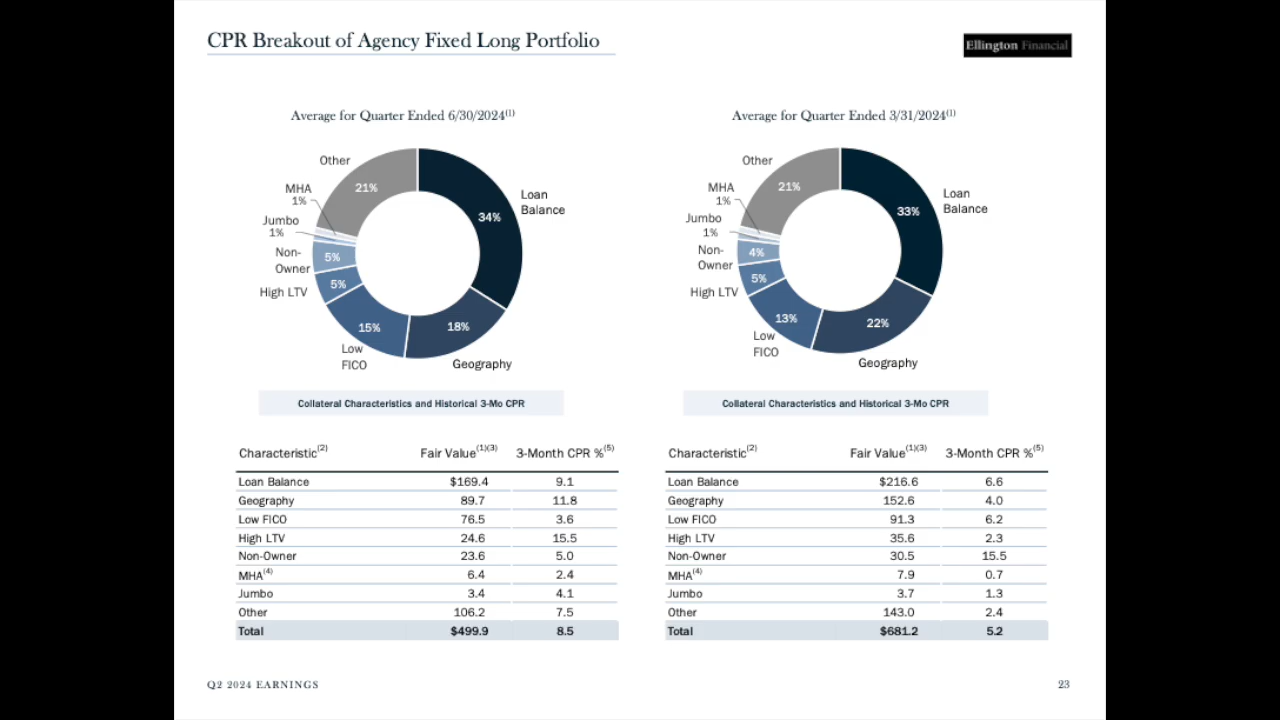 CPR Breakout of Agency Fixed Long Portfolio
Ellington Financial
Average for Quarter Ended 6/30/2024(1)
Other
21%
MHA
1%
Jumbo
1%
Non-
Owner
5%
High LTV
5%
Low
FICO
15%
Geography
18%
Loan
Balance
34%
Average for Quarter Ended 3/31/2024(1)
Other
21%
MHA
1%
Jumbo
1%
Non-
Owner
4%
High LTV
5%
Low
FICO
13%
Geography
22%
Loan
Balance
33%
Collateral Characteristics and Historical 3-Mo CPR
Characteristic(2) Fair Value(1)(3) 3-Month CPR %(5)
Loan Balance $169.4 9.1
Geography 89.7 11.8
Low FICO 76.5 3.6
High LTV 24.6 15.5
Non-Owner 23.6 5.0
MHA(4) 6.4 2.4
Jumbo 3.4 4.1
Other 106.2 7.5
Total $499.9 8.5
Collateral Characteristics and Historical 3-Mo CPR
Characteristic(2) Fair Value(1)(3) 3-Month CPR %(5)
Loan Balance $216.6 6.6
Geography 152.6 4.0
Low FICO 91.3 6.2
High LTV 35.6 2.3
Non-Owner 30.5 15.5
MHA(4) 7.9 0.7
Jumbo 3.7 1.3
Other 143.0 2.4
Total $681.2 5.2
Q2 2024 EARNINGS
23